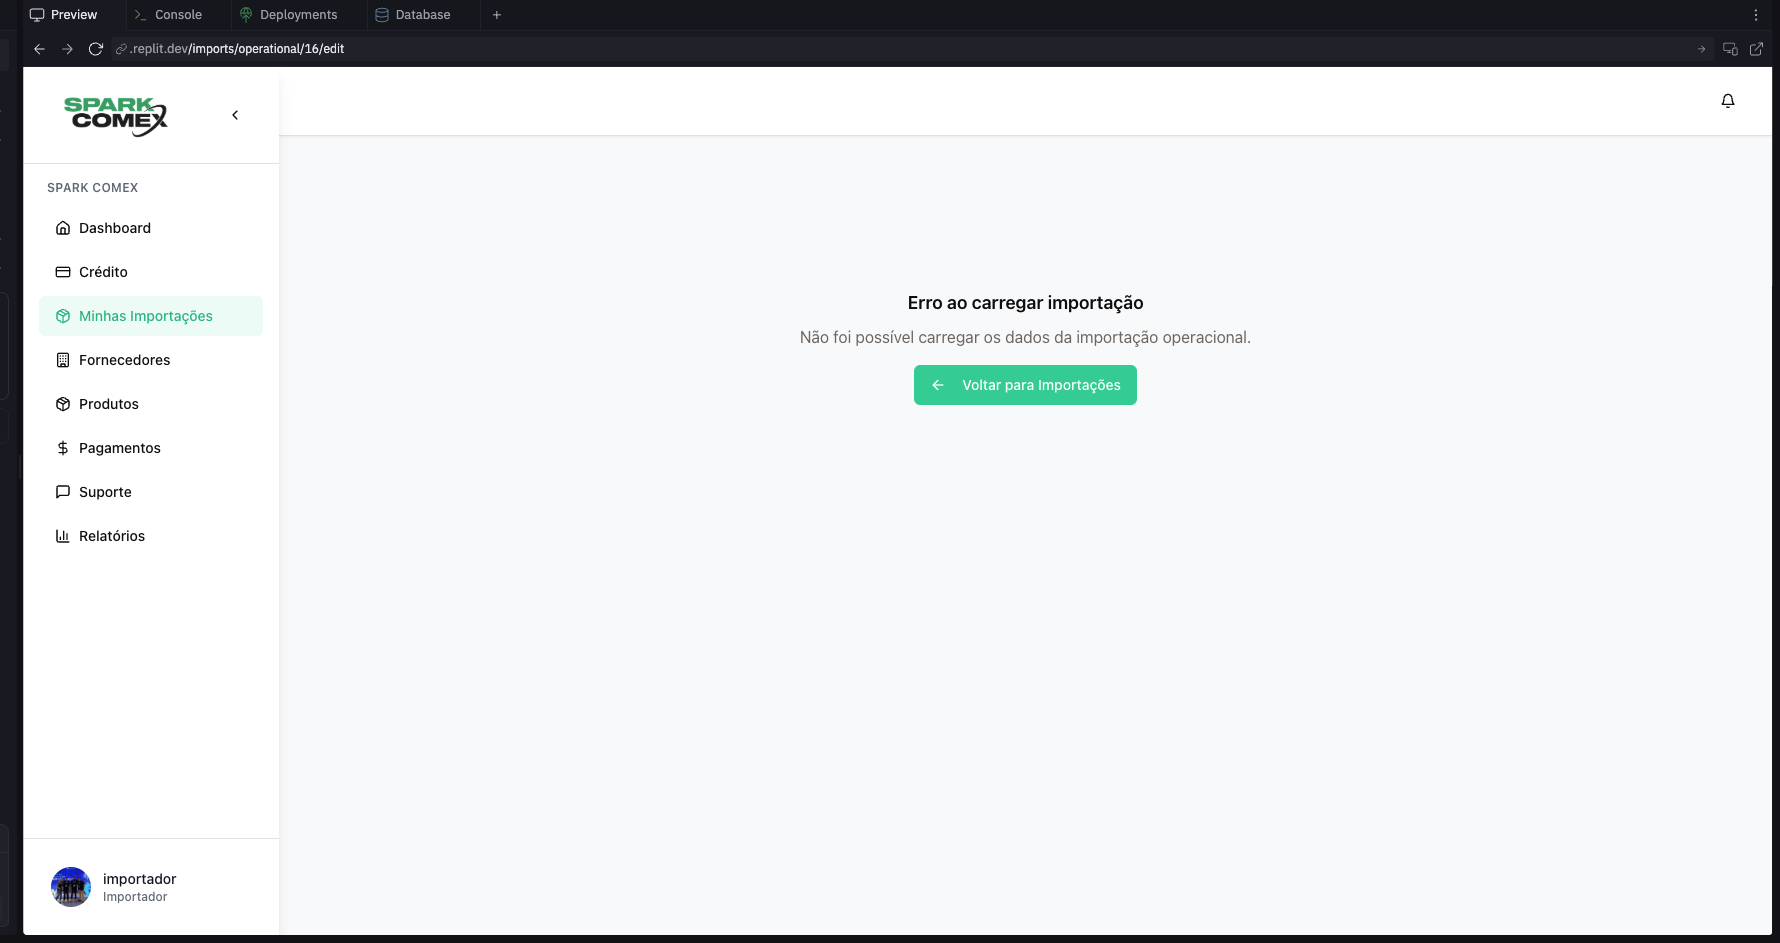 Preview
Console
Deployments
Database
.replit.dev/imports/operational/16/edit
SPARK
COMEX
SPARK COMEX
Dashboard
Crédito
Minhas Importações
Fornecedores
Produtos
Pagamentos
Suporte
Relatórios
Erro ao carregar importação
Não foi possível carregar os dados da importação operacional.
Voltar para Importações
importador
Importador